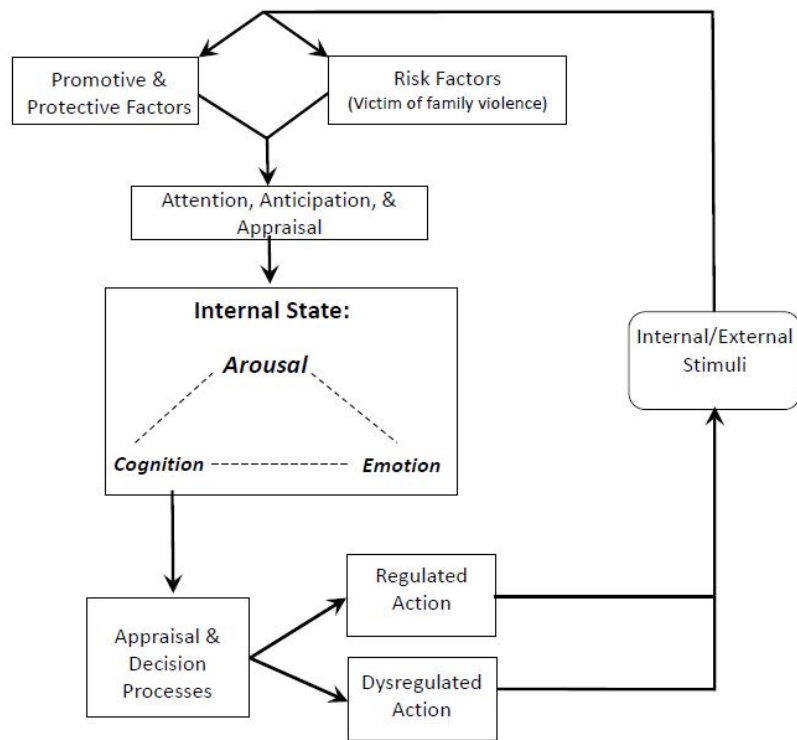 Promotive &
Protective Factors
Risk Factors
(Victim of family violence)
Attention, Anticipation, &
Appraisal
Internal State:
Arousal
Cognition
Emotion
Internal/External
Stimuli
Appraisal &
Decision
Processes
Regulated
Action
Dysregulated
Action